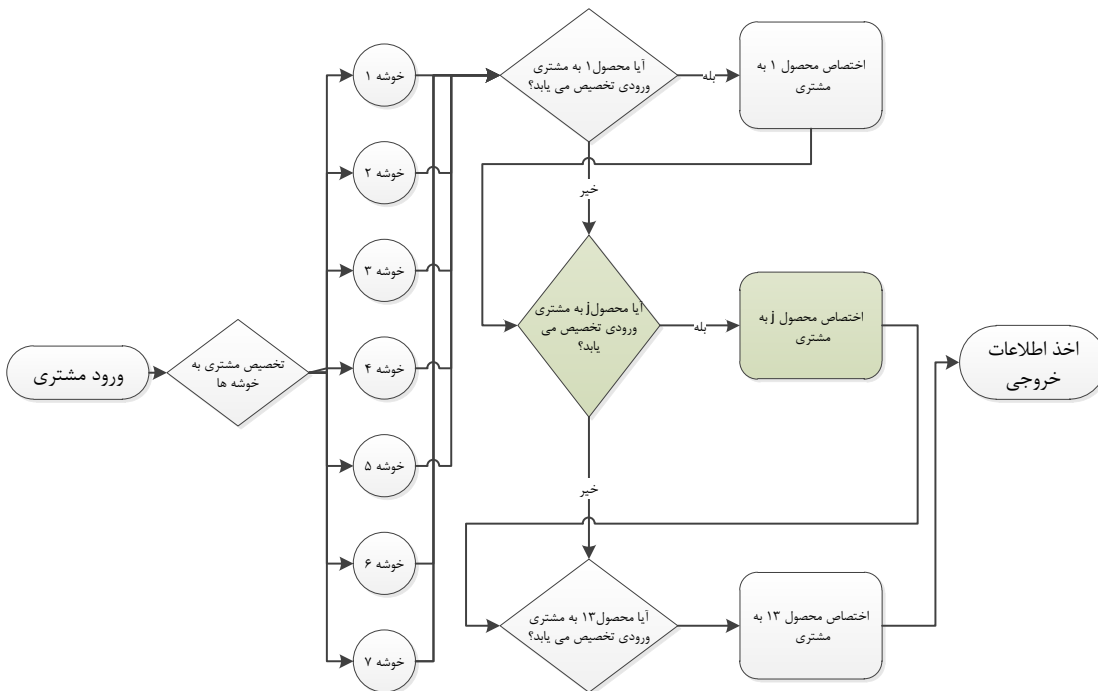 ورود مشتری
تخصیص مشتری به
خوشه ها
خوشه ۱
خوشه ۲
خوشه ۳
خوشه ۴
خوشه ۵
خوشه ۶
خوشه ۷
آیا محصول۱ به مشتری
ورودی تخصیص می یابد؟
بله
اختصاص محصول ۱ به
مشتری
خیر
آیا محصولj به مشتری
ورودی تخصیص می
یابد؟
بله
اختصاص محصول j به
مشتری
خیر
آیا محصول۱۳ به مشتری
ورودی تخصیص می یابد؟
اختصاص محصول ۱۳ به
مشتری
اخذ اطلاعات
خروجی